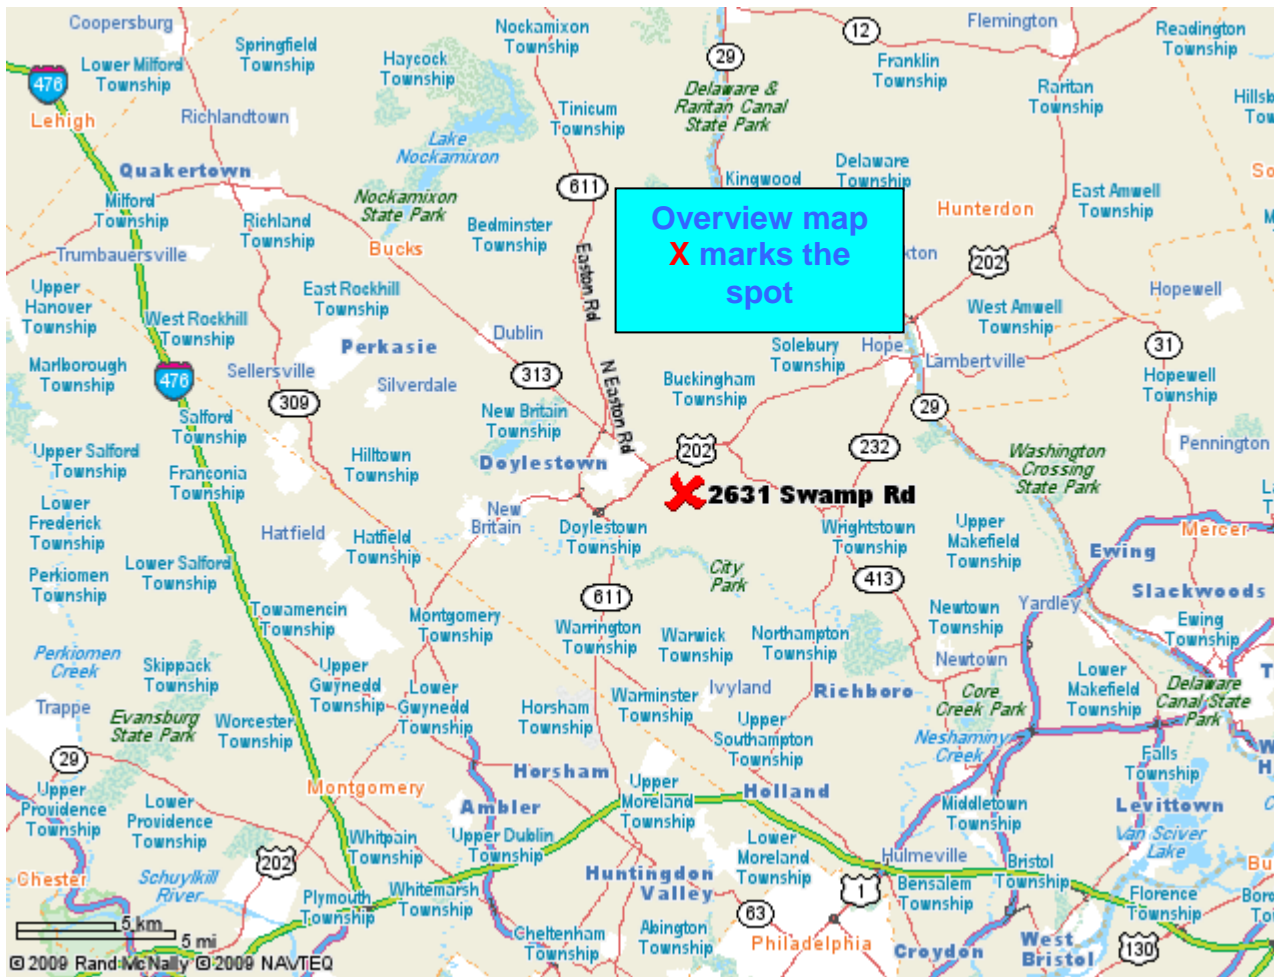 Coopersburg
Nockamixon
Township
Flemington
Readington
Township
12
29
Springfield
Township
Haycock
Township
Franklin
Township
Lower Milford
Township
476
Lehigh
Richlandtown
Tinicum
Township
Delaware &
Raritan Canal
State Park
Raritan
Township
Lake
Nockamixon
Quakertown
Delaware
Township
Kingwood
611
Milford
Township
Nockamixon
State Park
Richland
Township
Bedminster
Township
East Amwell
Township
Hunterdon
Overview map
X marks the
spot
Bucks
Trumbauersville
Easton Rd
202
Upper
Hanover
Township
East Rockhill
Township
West Rockhill
Township
Hopewell
West Amwell
Township
Dublin
Perkasie
Solebury
Township
Hope
Lambertville
31
Marlborough
Township
476
Sellersville
Silverdale
313
N Easton Rd
Buckingham
Township
Hopewell
Township
309
29
New Britain
Township
Salford
Township
202
232
Pennington
Upper Salford
Township
Hilltown
Township
Doylestown
Washington
Crossing
State Park
Franconia
Township
2631 Swamp Rd
Lower
Frederick
Township
New
Britain
Doylestown
Township
Wrightstown
Township
Upper
Makefield
Township
Mercer
Hatfield
Hatfield
Township
Ewing
Lower Salford
Township
City
Park
Perkiomen
Township
413
Slackwoods
611
Towamencin
Township
Montgomery
Township
Newtown
Township
Yardley
Ewing
Township
Warrington
Township
Warwick
Township
Northampton
Township
Perkiomen
Creek
Skippack
Township
Upper
Gwynedd
Township
Newtown
Lower
Makefield
Township
Lower
Gwynedd
Township
Ivyland
Richboro
Core
Creek Park
Delaware
Canal State
Park
Trappe
Evansburg
State Park
Worcester
Township
Horsham
Township
Warminster
Township
Upper
Southampton
Township
Neshaminy
Creek
29
Falls
Township
Horsham
Montgomery
Upper
Moreland
Township
Holland
Upper
Providence
Township
Lower
Providence
Township
Ambler
Middletown
Township
Levittown
Whitpain
Township
Upper Dublin
Township
Lower
Moreland
Township
Van Sciver
Lake
202
Hulmeville
Bristol
Township
Chester
Schuylkill
River
Huntingdon
Valley
Plymouth
Township
Whitemarsh
Township
1
Bensalem
Township
Florence
Township
63
5 km
5 mi
Cheltenham
Township
Abington
Township
Philadelphia
Croydon
West
Bristol
130
© 2009 Rand McNally © 2009 NAVTEQ